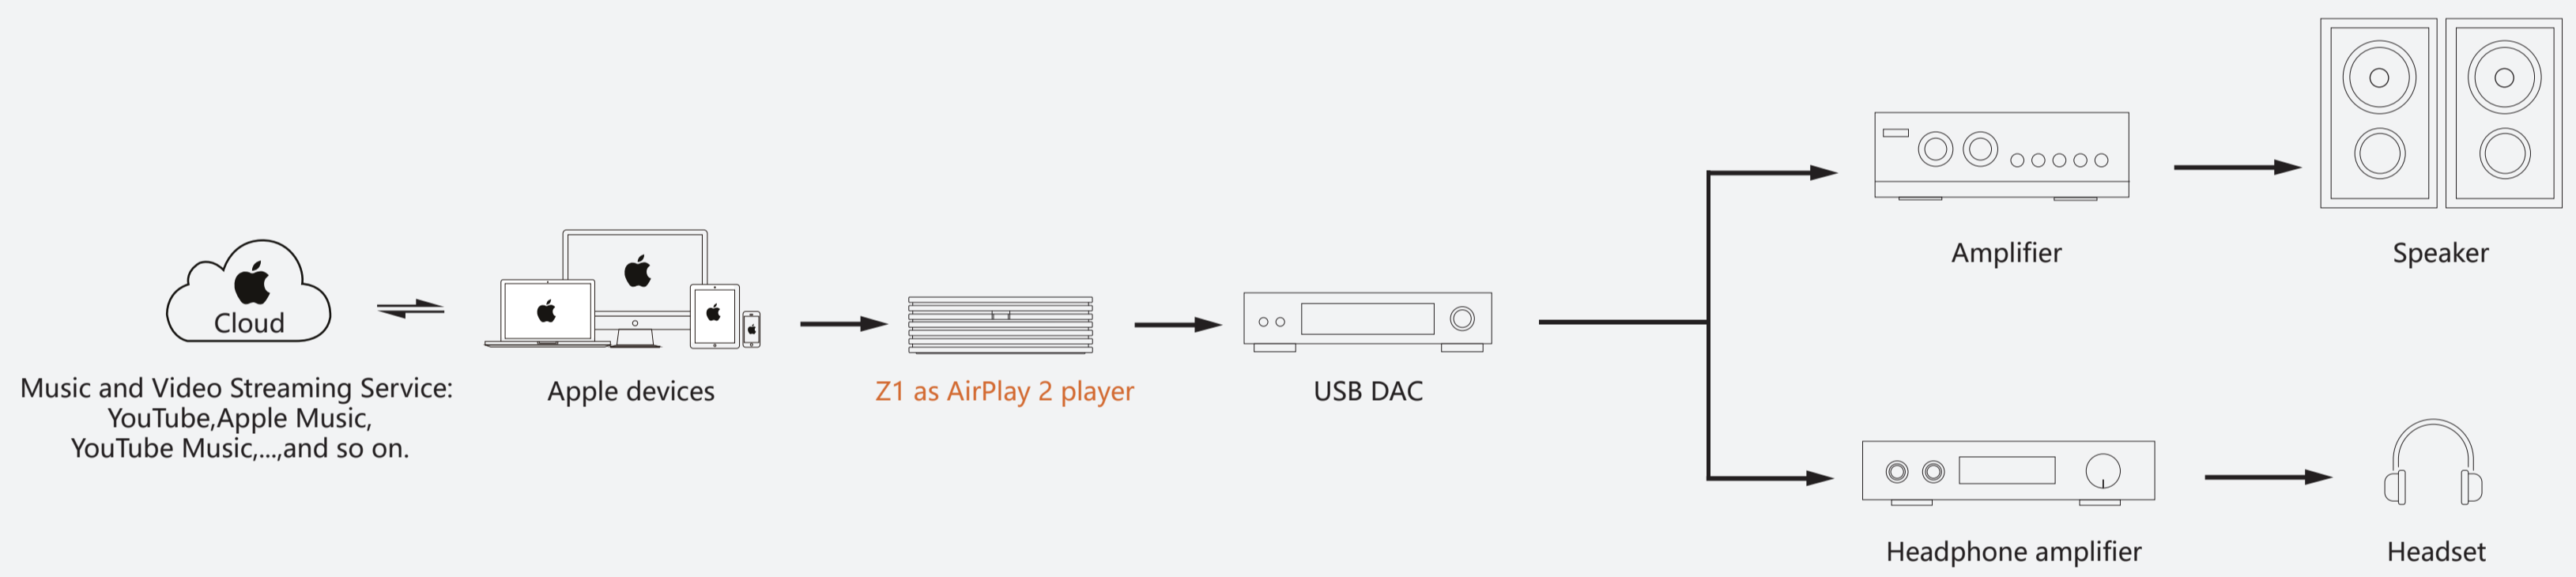 Cloud
Music and Video Streaming Service:
YouTube,Apple Music,
YouTube Music,...,and so on.
Apple devices
Z1 as AirPlay 2 player
USB DAC
Amplifier
Speaker
Headphone amplifier
Headset